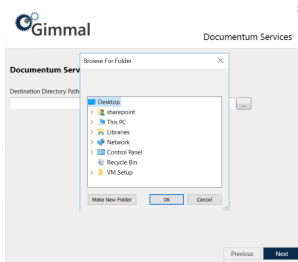 Gimmal
Documentum Services
Documentum Serv
Browse For Folder
Destination Directory Path
...
Desktop
sharepoint
This PC
Libraries
Network
Control Panel
Recycle Bin
VM Setup
Make New Folder
OK
Cancel
Previous
Next